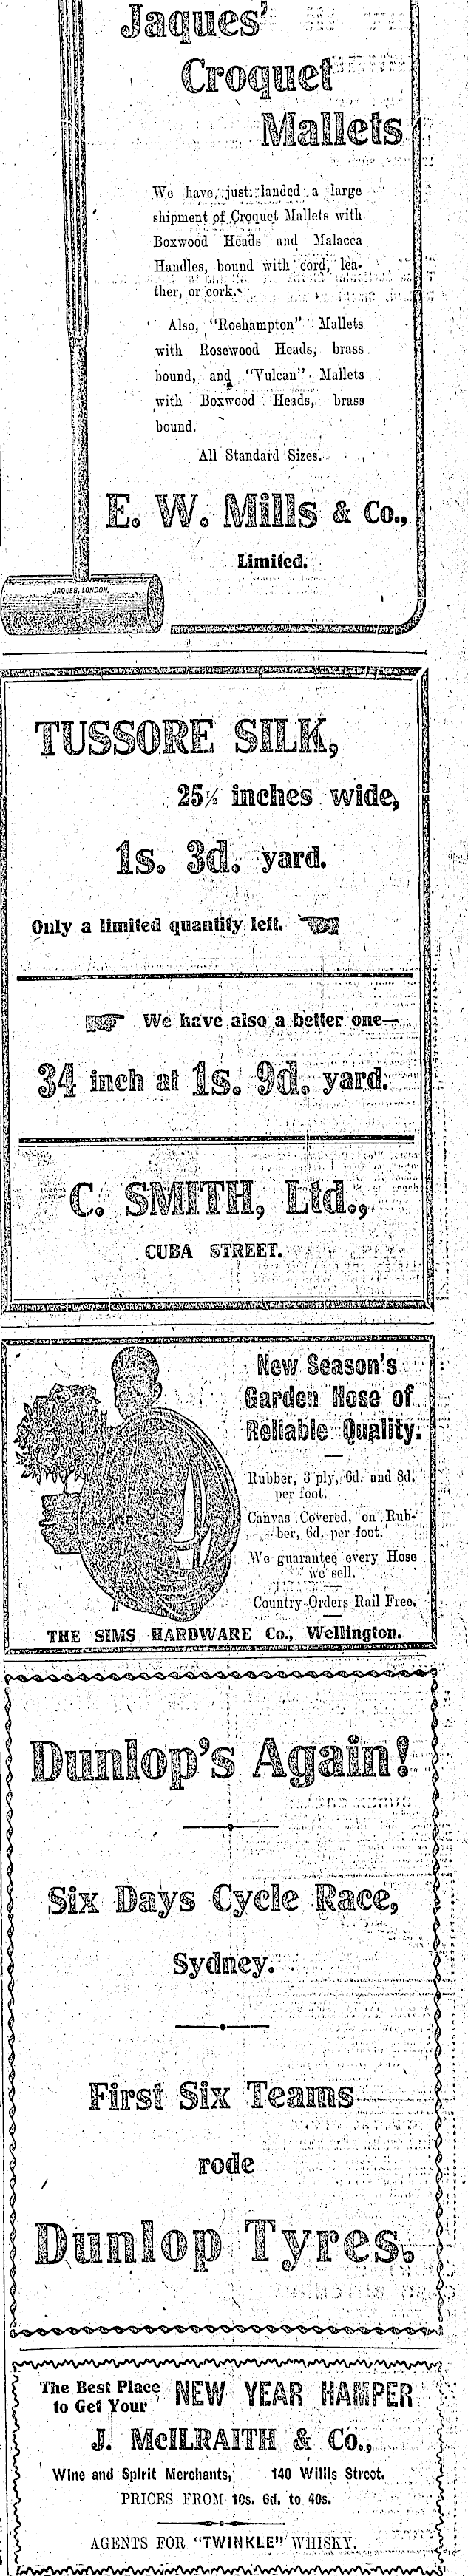 Jaques'
Croquet
Mallets
We have just landed a large
shipment of Croquet Mallets with
Boxwood Heads and Malacca
Handles, bound with cord, lea-
ther, or cork.
Also, "Roehampton" Mallets
with Rosewood Heads, brass
bound, and "Vulcan" Mallets
with Boxwood Heads, brass
bound.
All Standard Sizes.
E. W. Mills & Co.,
Limited.
JAQUES, LONDON.
TUSSORE SILK,
25½ inches wide,
1s. 3d. yard.
Only a limited quantity left.
We have also a better one—
34 inch at 1s. 9d. yard.
C. SMITH, Ltd.,
CUBA STREET.
New Season's
Garden Hose of
Reliable Quality.
Rubber, 3 ply, 6d. and 8d.
per foot.
Canvas Covered, on Rub-
ber, 6d. per foot.
We guarantee every Hose
we sell.
Country Orders Rail Free.
THE SIMS HARDWARE Co., Wellington.
Dunlop's Again!
Six Days Cycle Race,
Sydney.
First Six Teams
rode
Dunlop Tyres.
The Best Place
to Get Your
NEW YEAR HAMPER
J. McILRAITH & Co.,
Wine and Spirit Merchants, 140 Willis Street.
PRICES FROM 10s. 6d. to 40s.
AGENTS FOR "TWINKLE" WHISKY.